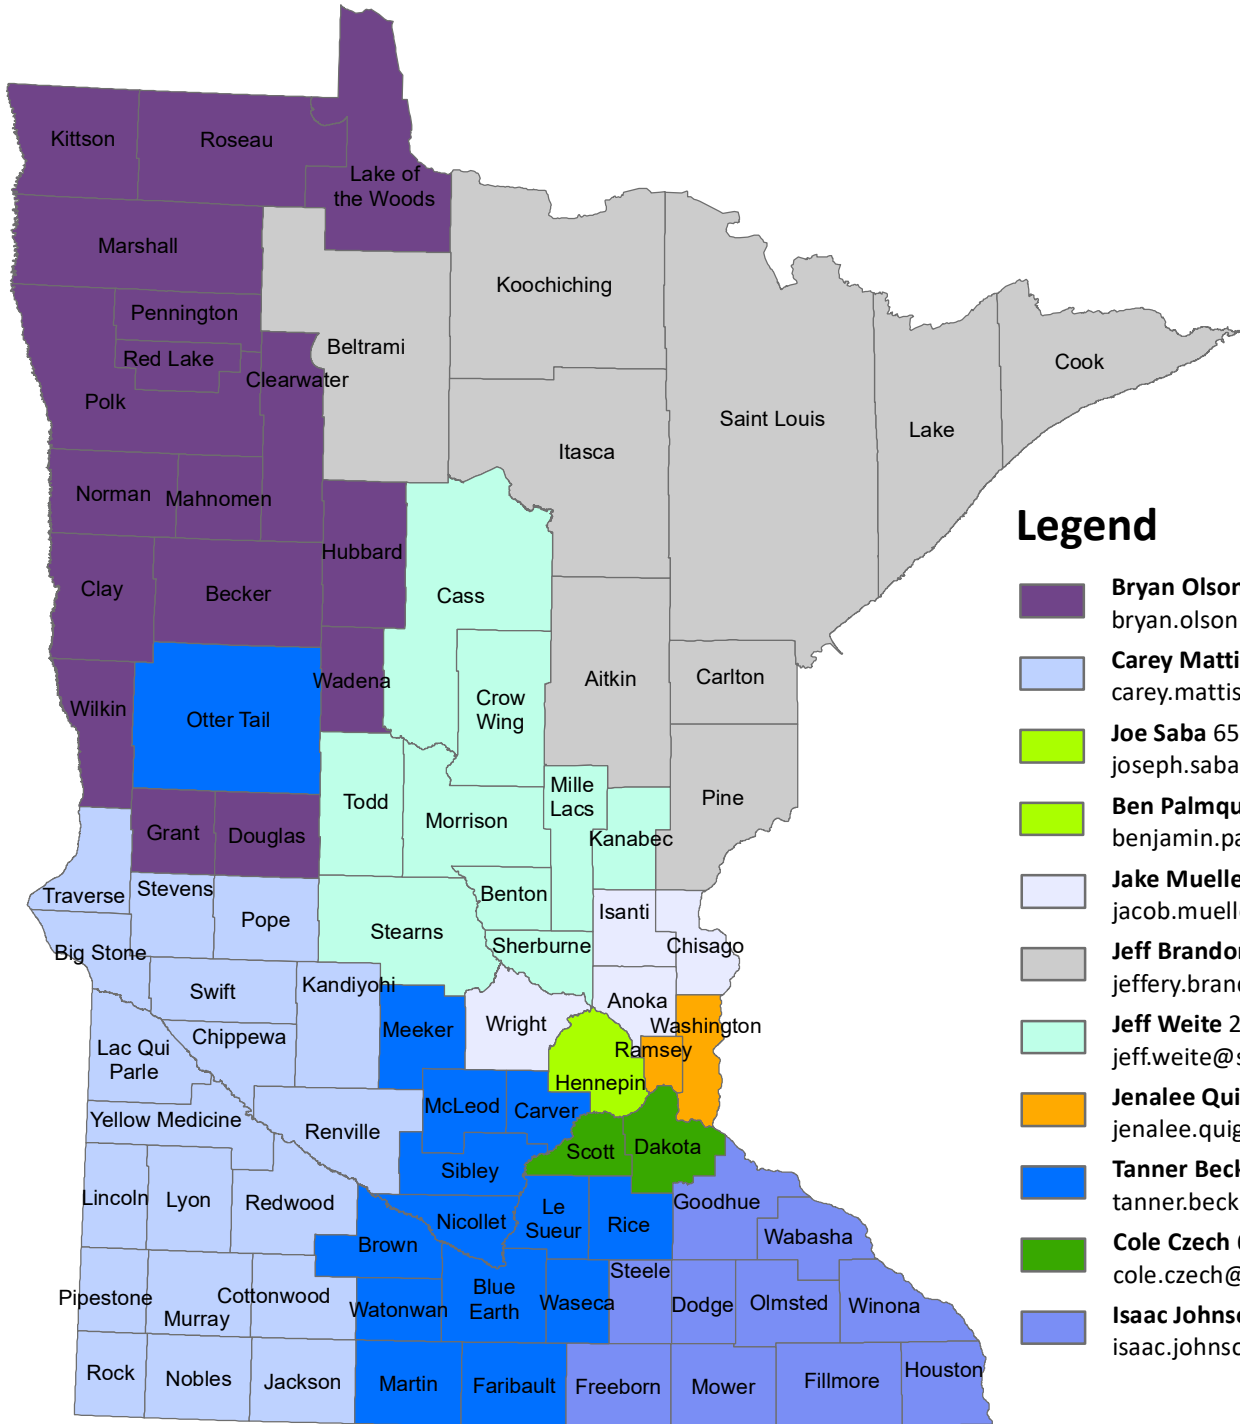 Kittson
Roseau
Lake of
the Woods
Marshall
Koochiching
Pennington
Beltrami
Red Lake
Cook
Clearwater
Polk
Saint Louis
Lake
Itasca
Norman
Mahnomen
Hubbard
Clay
Becker
Cass
Aitkin
Carlton
Wadena
Crow
Wing
Wilkin
Otter Tail
Mille
Lacs
Pine
Todd
Morrison
Grant
Douglas
Kanabec
Stevens
Traverse
Benton
Pope
Isanti
Stearns
Sherburne
Chisago
Big Stone
Kandiyohi
Swift
Anoka
Wright
Washington
Meeker
Chippewa
Lac Qui
Parle
Ramsey
Hennepin
McLeod
Carver
Yellow Medicine
Renville
Scott
Dakota
Sibley
Lincoln
Lyon
Redwood
Goodhue
Le
Sueur
Nicollet
Rice
Wabasha
Brown
Steele
Blue
Earth
Pipestone
Cottonwood
Murray
Watonwan
Waseca
Dodge
Olmsted
Winona
Rock
Nobles
Jackson
Martin
Faribault
Freeborn
Mower
Fillmore
Houston
Legend
Bryan Olson
bryan.olson
Carey Matti
carey.mattis
Joe Saba 65
joseph.saba
Ben Palmqu
benjamin.pa
Jake Muelle
jacob.muelle
Jeff Brandon
jeffery.brand
Jeff Weite 2
jeff.weite@s
Jenalee Qui
jenalee.quig
Tanner Beck
tanner.beck
Cole Czech (
cole.czech@
Isaac Johnso
isaac.johnso